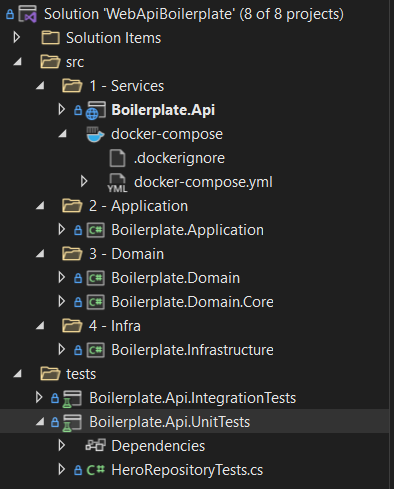 Solution 'WebApiBoilerplate' (8 of 8 projects)
Solution Items
src
1 - Services
Boilerplate.Api
docker-compose
.dockerignore
YML docker-compose.yml
2 - Application
C# Boilerplate.Application
3 - Domain
C# Boilerplate.Domain
C# Boilerplate.Domain.Core
4 - Infra
C# Boilerplate.Infrastructure
tests
Boilerplate.Api.IntegrationTests
Boilerplate.Api.UnitTests
Dependencies
C# HeroRepositoryTests.cs